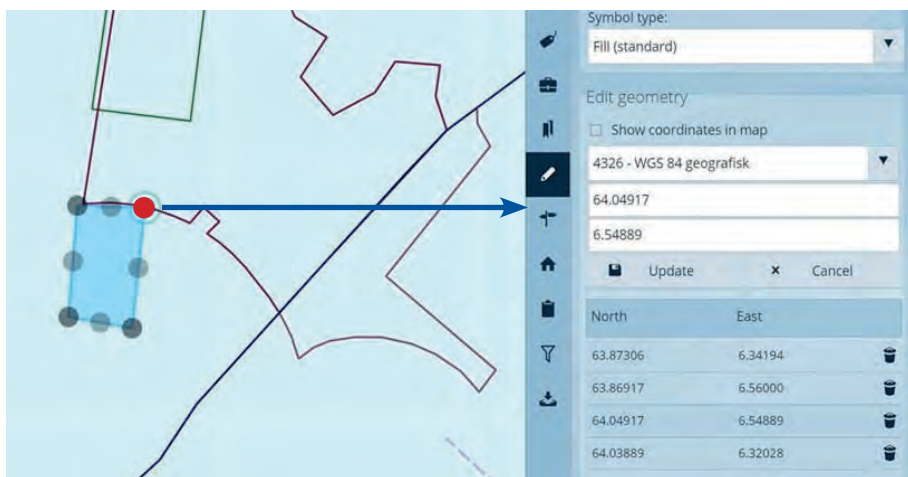 Symbol type:
Fill (standard)
Edit geometry
Show coordinates in map
4326 - WGS 84 geografisk
64.04917
6.54889
Update Cancel
North East
63.87306 6.34194
63.86917 6.56000
64.04917 6.54889
64.03889 6.32028